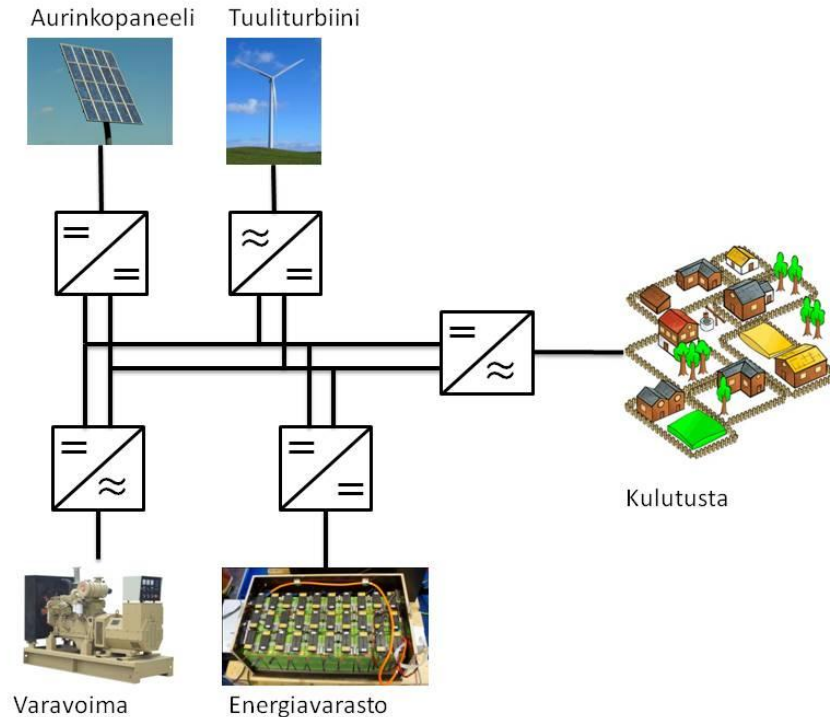 Aurinkopaneeli
Tuuliturbiini
Kulutusta
Varavoima
Energiavarasto